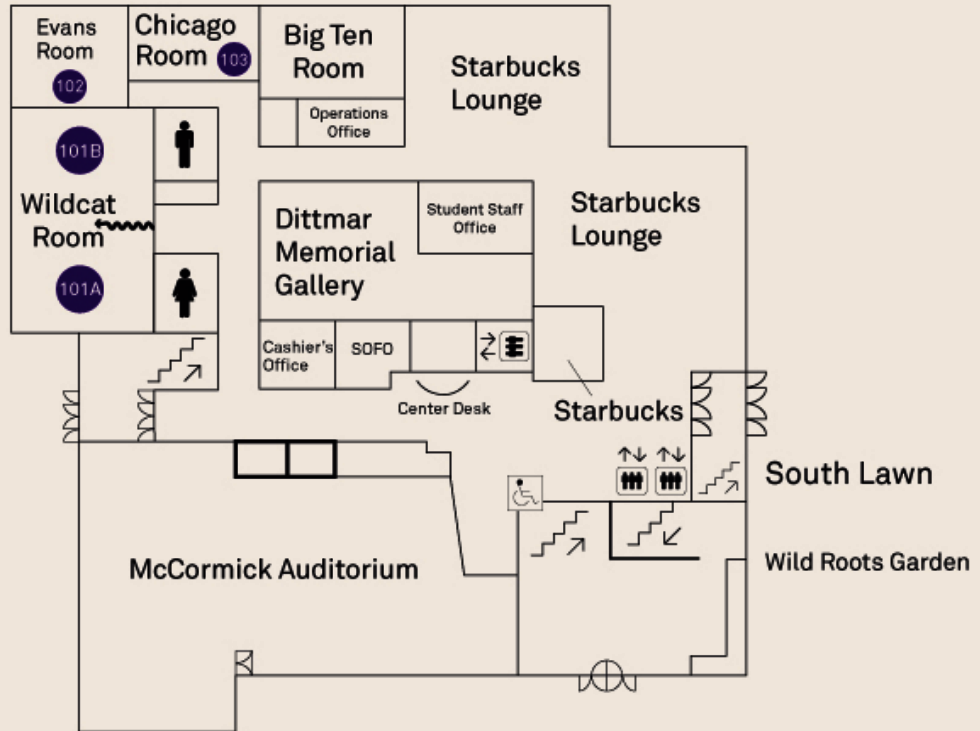 Evans
Room
102
Chicago
Room 103
Big Ten
Room
Operations
Office
Starbucks
Lounge
101B
Wildcat
Room
101A
Dittmar
Memorial
Gallery
Student Staff
Office
Starbucks
Lounge
Cashier's
Office
SOFO
Center Desk
Starbucks
South Lawn
McCormick Auditorium
Wild Roots Garden